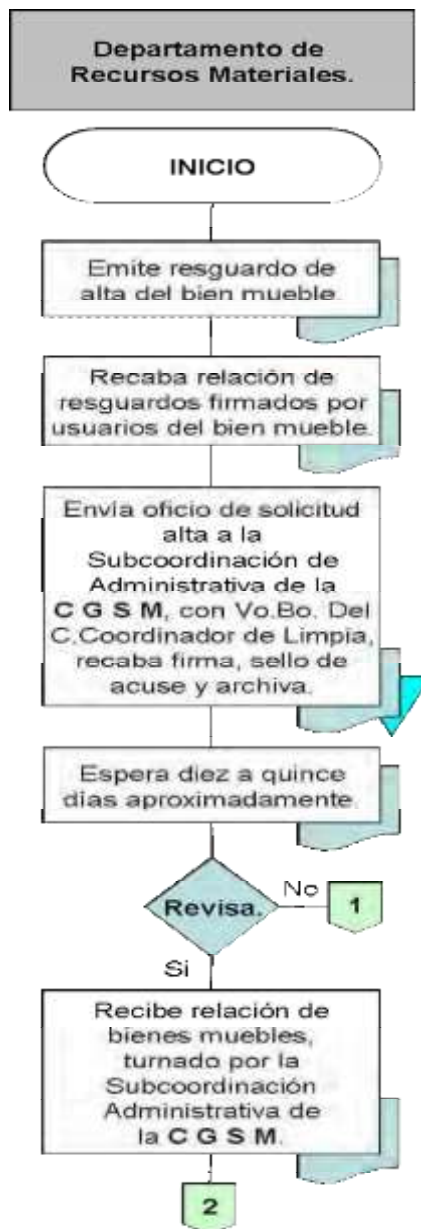 Departamento de
Recursos Materiales.
INICIO
Emite resguardo de
alta del bien mueble.
Recaba relación de
resguardos firmados por
usuarios del bien mueble.
Envía oficio de solicitud
alta a la
Subcoordinación de
Administrativa de la
C G S M, con Vo.Bo. Del
C.Coordinador de Limpia,
recaba firma, sello de
acuse y archiva.
Espera diez a quince
días aproximadamente.
Revisa.
No
1
Si
Recibe relación de
bienes muebles,
turnado por la
Subcoordinación
Administrativa de
la C G S M.
2